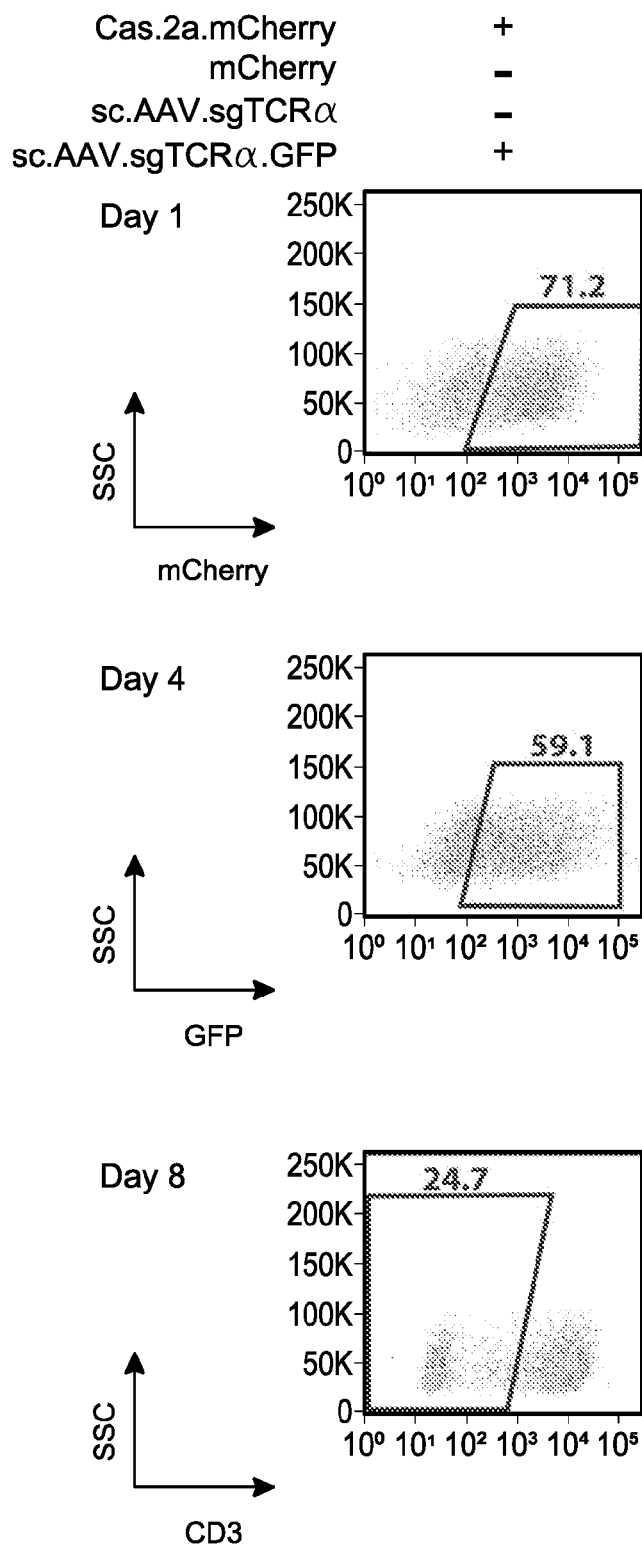 Cas.2a.mCherry +
mCherry -
sc.AAV.sgTCRα -
sc.AAV.sgTCRα.GFP +
Day 1
250K
200K
150K
100K
50K
0
71.2
10⁰ 10¹ 10² 10³ 10⁴ 10⁵
SSC
mCherry
Day 4
250K
200K
150K
100K
50K
0
59.1
10⁰ 10¹ 10² 10³ 10⁴ 10⁵
SSC
GFP
Day 8
250K
200K
150K
100K
50K
0
24.7
10⁰ 10¹ 10² 10³ 10⁴ 10⁵
SSC
CD3